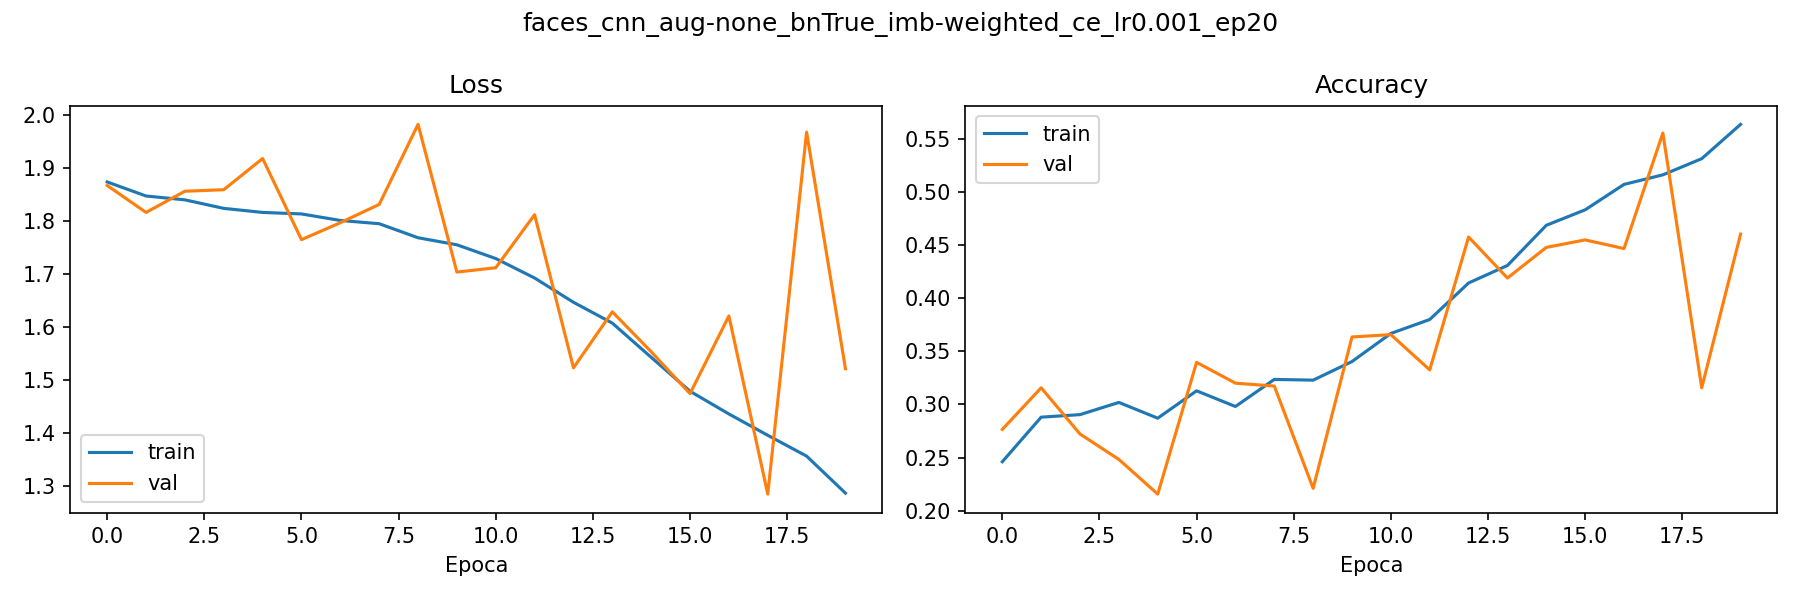 faces_cnn_aug-none_bnTrue_imb-weighted_ce_lr0.001_ep20
Loss
2.0
1.9
1.8
1.7
1.6
1.5
1.4
1.3
train
val
0.0 2.5 5.0 7.5 10.0 12.5 15.0 17.5
Epoca
Accuracy
train
val
0.55
0.50
0.45
0.40
0.35
0.30
0.25
0.20
0.0 2.5 5.0 7.5 10.0 12.5 15.0 17.5
Epoca